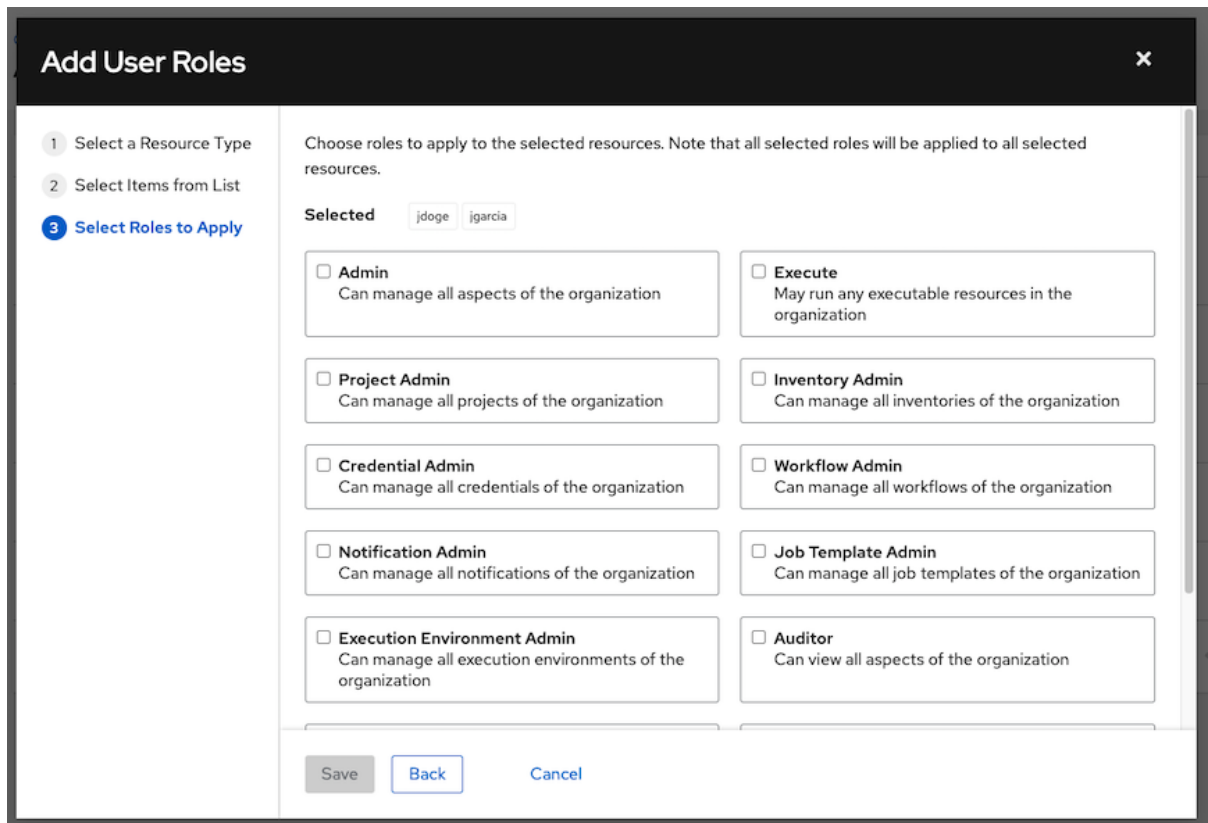 Add User Roles
1 Select a Resource Type
2 Select Items from List
3 Select Roles to Apply
Choose roles to apply to the selected resources. Note that all selected roles will be applied to all selected
resources.
Selected jdoge jgarcia
Admin
Can manage all aspects of the organization
Execute
May run any executable resources in the
organization
Project Admin
Can manage all projects of the organization
Inventory Admin
Can manage all inventories of the organization
Credential Admin
Can manage all credentials of the organization
Workflow Admin
Can manage all workflows of the organization
Notification Admin
Can manage all notifications of the organization
Job Template Admin
Can manage all job templates of the organization
Execution Environment Admin
Can manage all execution environments of the
organization
Auditor
Can view all aspects of the organization
Save Back Cancel